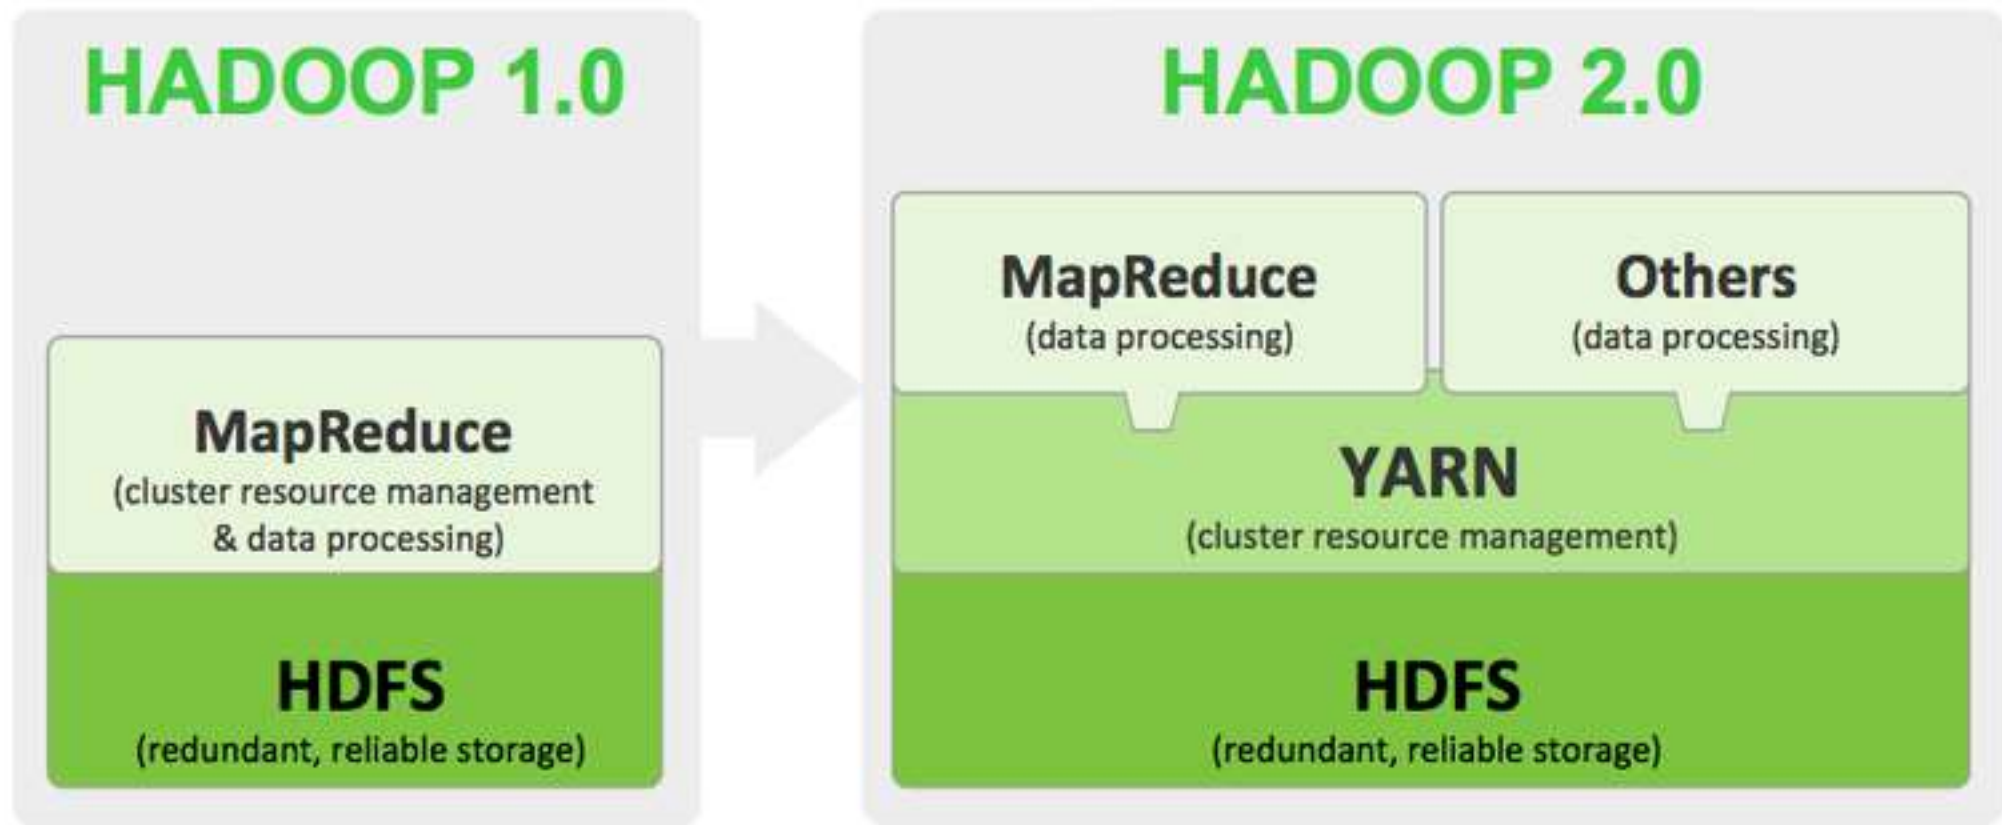 HADOOP 1.0
MapReduce
(cluster resource management
& data processing)
HDFS
(redundant, reliable storage)
HADOOP 2.0
MapReduce
(data processing)
Others
(data processing)
YARN
(cluster resource management)
HDFS
(redundant, reliable storage)